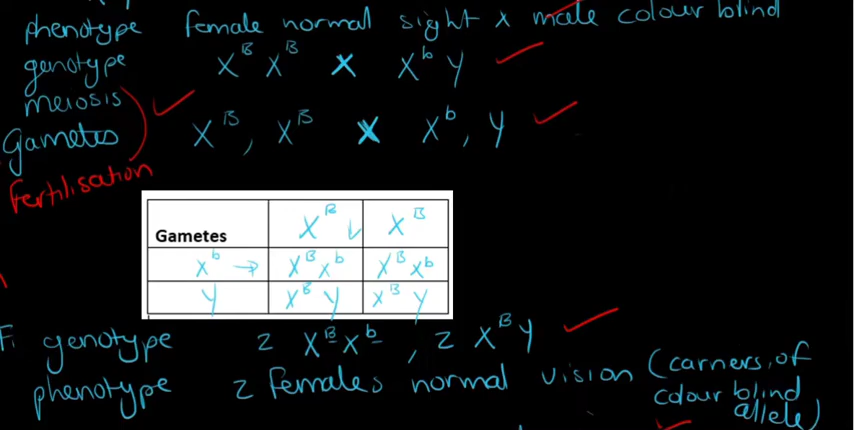 phenotype female normal sight x male colour blind
genotype X^B X^B x X^b Y
meiosis
Gametes X^B, X^B x X^b, Y
Fertilisation
Gametes X^B X^B
X^b X^B X^b X^B X^b
Y X^B Y X^B Y
F1 genotype 2 X^B X^b, 2 X^B Y
phenotype 2 females normal vision (carriers of
colour blind
allele)